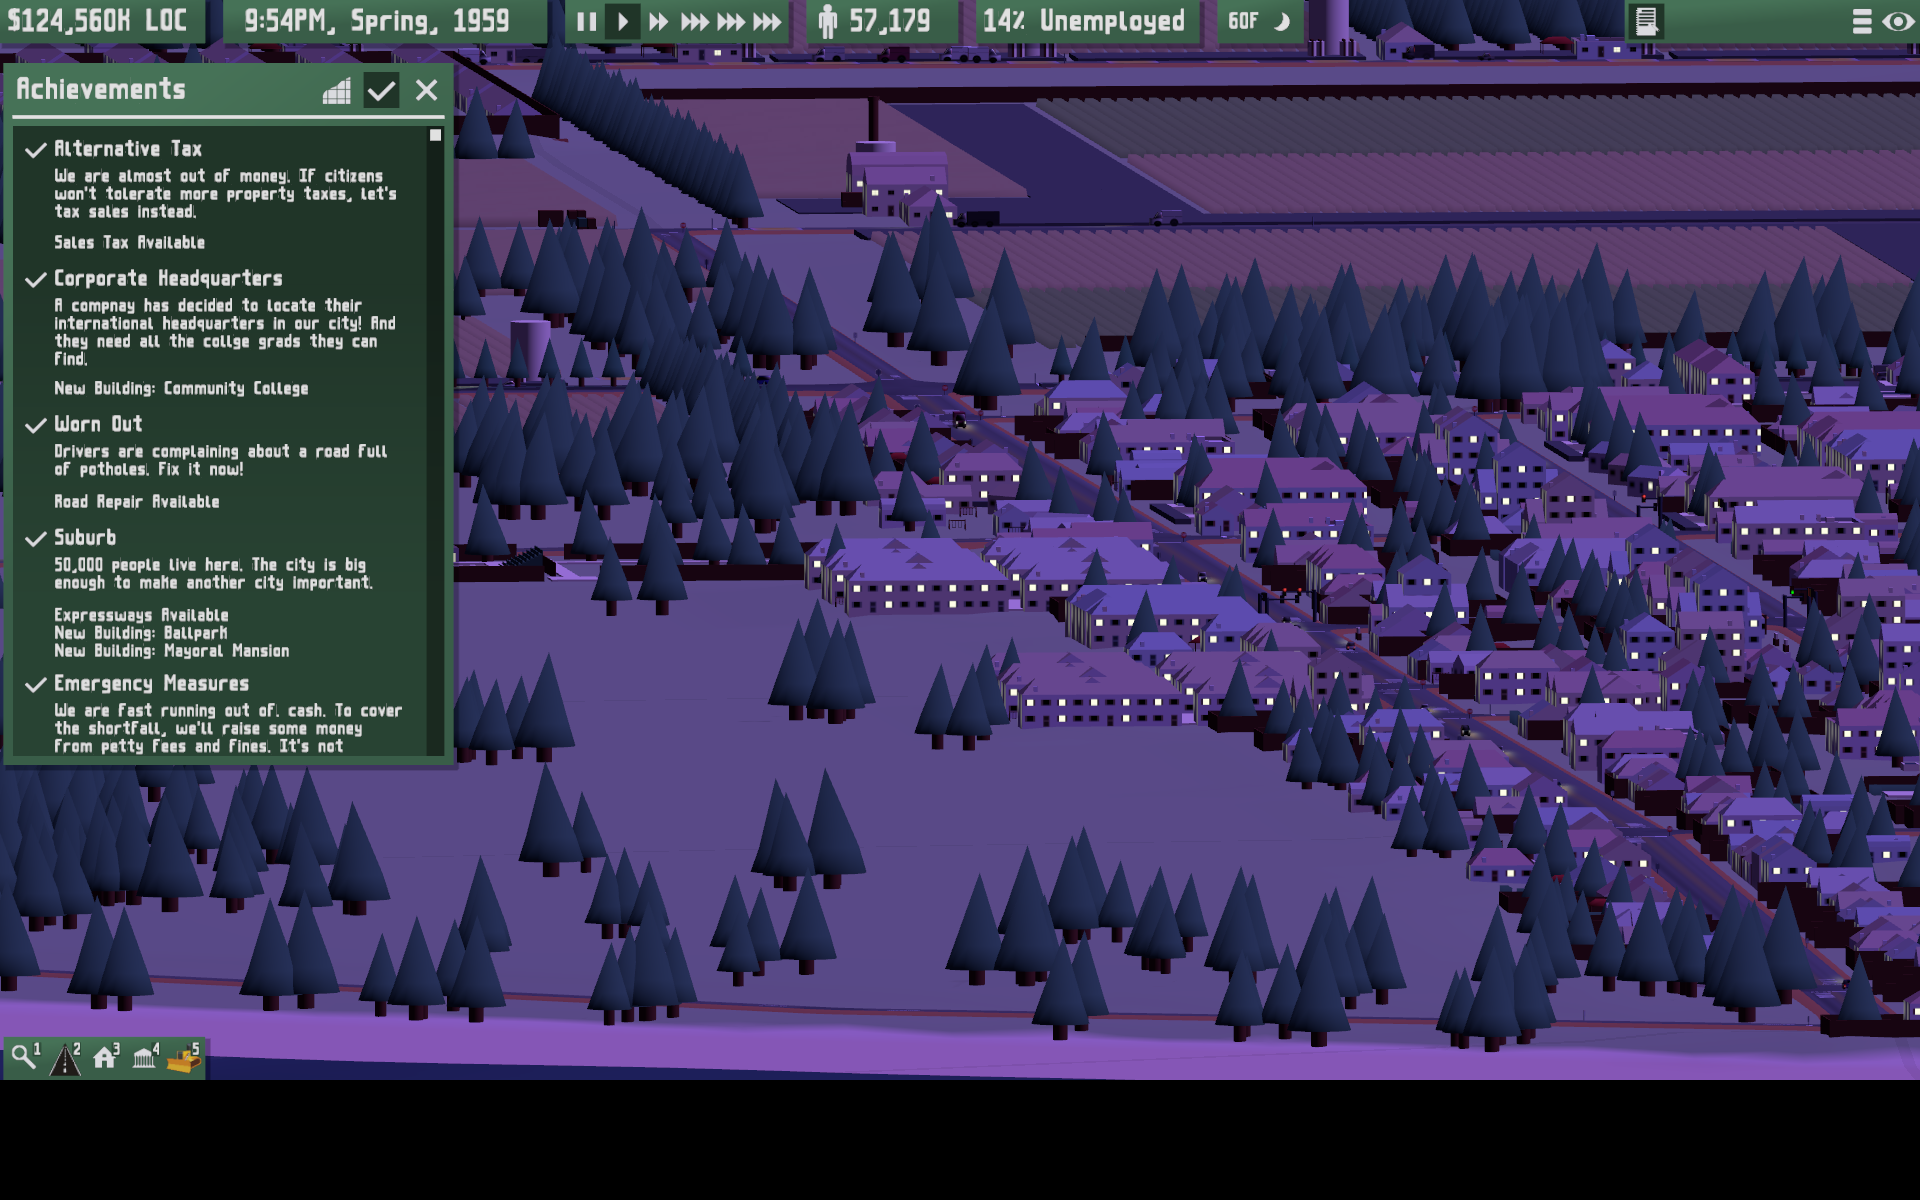 $124,560K LOC
9:54PM, Spring, 1959
57,179
14% Unemployed
60F
Achievements
Alternative Tax
We are almost out of money. If citizens
won't tolerate more property taxes, let's
tax sales instead.
Sales Tax Available
Corporate Headquarters
A compnay has decided to locate their
international headquarters in our city! And
they need all the collge grads they can
find.
New Building: Community College
Worn Out
Drivers are complaining about a road full
of potholes. Fix it now!
Road Repair Available
Suburb
50,000 people live here. The city is big
enough to make another city important.
Expressways Available
New Building: Ballpark
New Building: Mayoral Mansion
Emergency Measures
We are fast running out of. cash. To cover
the shortfall, we'll raise some money
from petty fees and fines. It's not
1 2 3 4 5